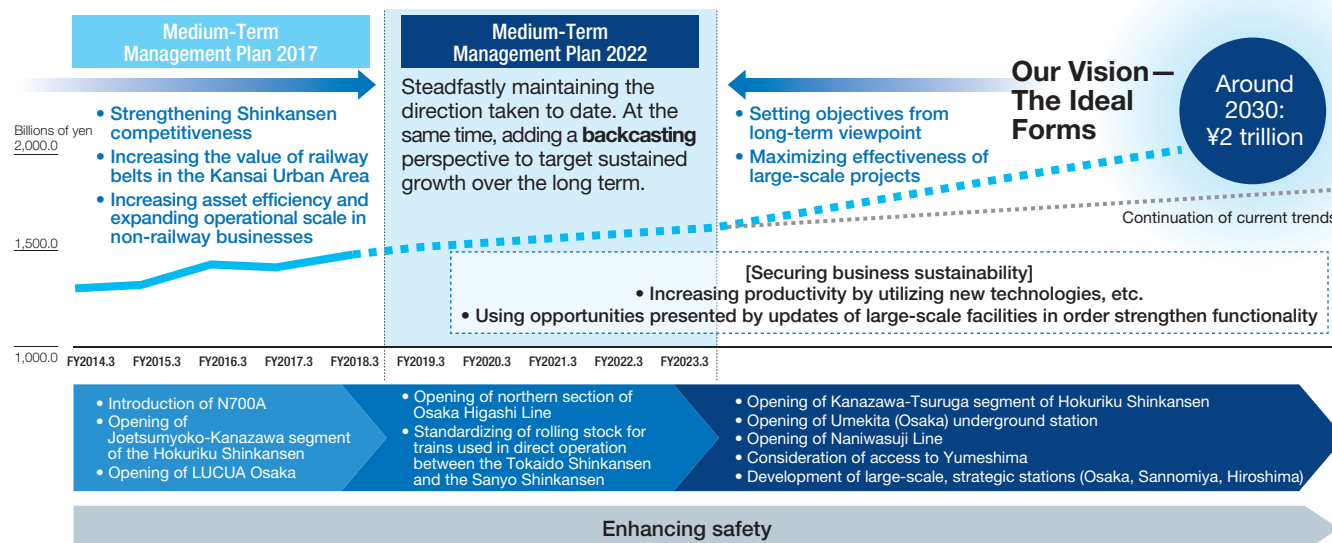 Medium-Term
Management Plan 2017
Medium-Term
Management Plan 2022
Steadfastly maintaining the
direction taken to date. At the
same time, adding a backcasting
perspective to target sustained
growth over the long term.
Our Vision—
The Ideal
Forms
Around
2030:
¥2 trillion
• Strengthening Shinkansen
competitiveness
• Increasing the value of railway
belts in the Kansai Urban Area
• Increasing asset efficiency and
expanding operational scale in
non-railway businesses
• Setting objectives from
long-term viewpoint
• Maximizing effectiveness of
large-scale projects
Billions of yen
2,000.0
1,500.0
1,000.0
Continuation of current trends
[Securing business sustainability]
• Increasing productivity by utilizing new technologies, etc.
• Using opportunities presented by updates of large-scale facilities in order strengthen functionality
FY2014.3 FY2015.3 FY2016.3 FY2017.3 FY2018.3 FY2019.3 FY2020.3 FY2021.3 FY2022.3 FY2023.3
• Introduction of N700A
• Opening of
Joetsumyoko-Kanazawa segment
of the Hokuriku Shinkansen
• Opening of LUCUA Osaka
• Opening of northern section of
Osaka Higashi Line
• Standardizing of rolling stock for
trains used in direct operation
between the Tokaido Shinkansen
and the Sanyo Shinkansen
• Opening of Kanazawa-Tsuruga segment of Hokuriku Shinkansen
• Opening of Umekita (Osaka) underground station
• Opening of Naniwasuji Line
• Consideration of access to Yumeshima
• Development of large-scale, strategic stations (Osaka, Sannomiya, Hiroshima)
Enhancing safety